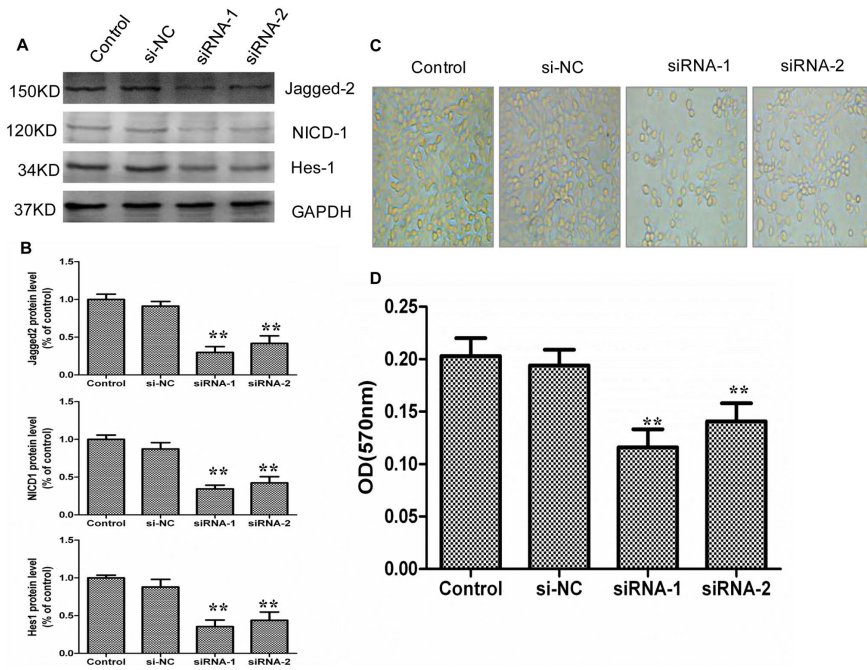 A
Control si-NC siRNA-1 siRNA-2
150KD Jagged-2
120KD NICD-1
34KD Hes-1
37KD GAPDH
B
Jagged2 protein level
(% of control)
1.5
1.0
0.5
0.0
** **
Control si-NC siRNA-1 siRNA-2
NICD1 protein level
(% of control)
1.5
1.0
0.5
0.0
** **
Control si-NC siRNA-1 siRNA-2
Hes1 protein level
(% of control)
1.5
1.0
0.5
0.0
** **
Control si-NC siRNA-1 siRNA-2
C
Control si-NC siRNA-1 siRNA-2
D
OD(570nm)
0.25
0.20
0.15
0.10
0.05
0.00
** **
Control si-NC siRNA-1 siRNA-2